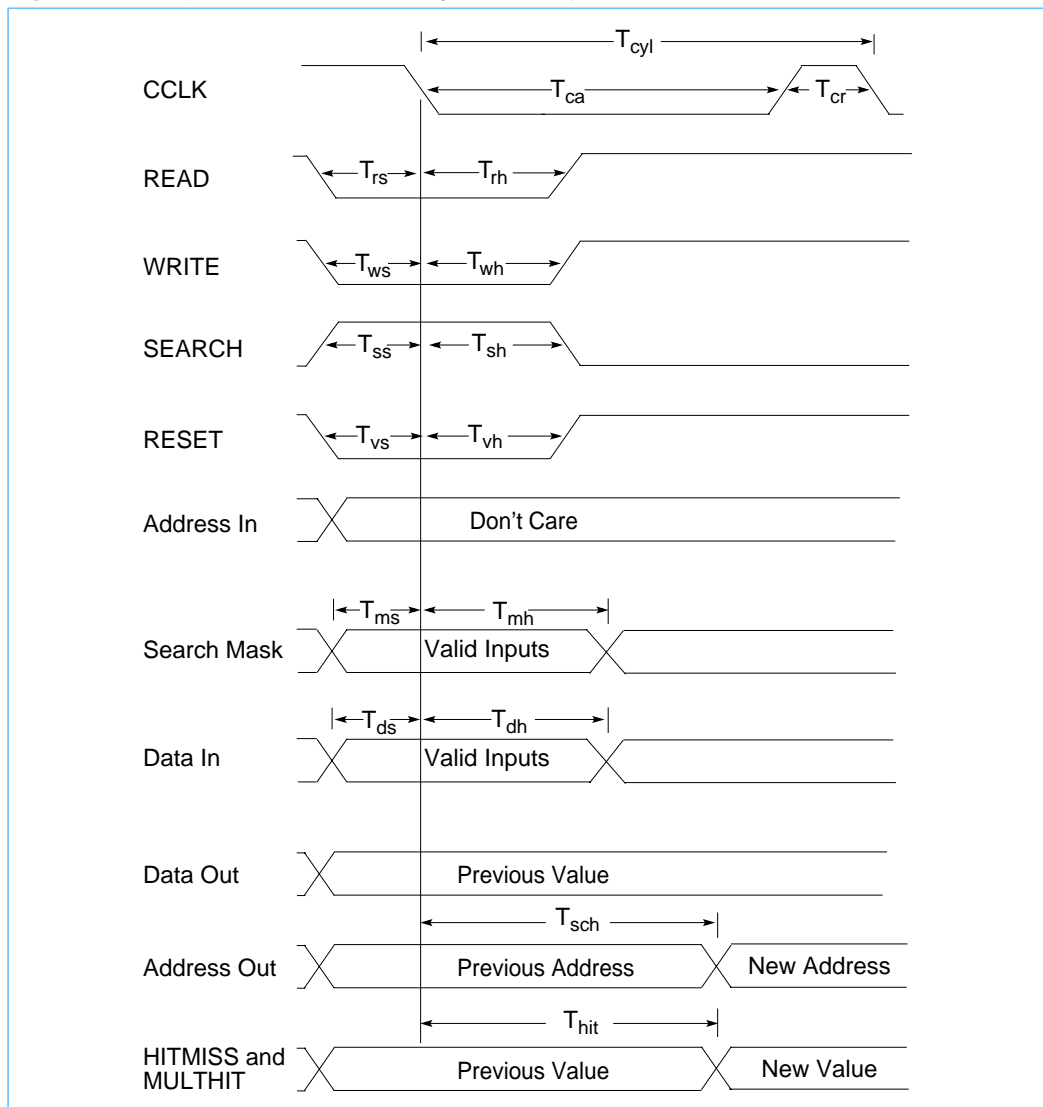 T_cyl
CCLK
T_ca
T_cr
READ
T_rs
T_rh
WRITE
T_ws
T_wh
SEARCH
T_ss
T_sh
RESET
T_vs
T_vh
Address In
Don't Care
T_ms
T_mh
Search Mask
Valid Inputs
T_ds
T_dh
Data In
Valid Inputs
Data Out
Previous Value
T_sch
Address Out
Previous Address
New Address
T_hit
HITMISS and
MULTHIT
Previous Value
New Value